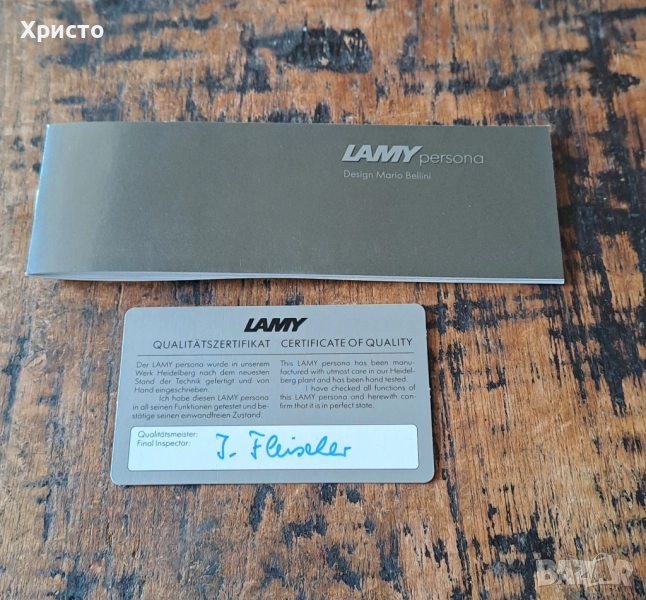 Христо
LAMY persona
Design Mario Bellini
LAMY
QUALITÄTSZERTIFIKAT CERTIFICATE OF QUALITY
Der LAMY persona wurde in unserem
Werk Heidelberg nach dem neuesten
Stand der Technik gefertigt und von
Hand eingeschrieben.
Ich habe diesen LAMY persona
in all seinen Funktionen getestet und be-
stätige seinen einwandfreien Zustand.
This LAMY persona has been manu-
factured with utmost care in our Heidel-
berg plant and has been hand tested.
I have checked all functions of
this LAMY persona and herewith con-
firm that it is in perfect state.
Qualitätsmeister:
Final Inspector:
J. Fleischer
BAZAR